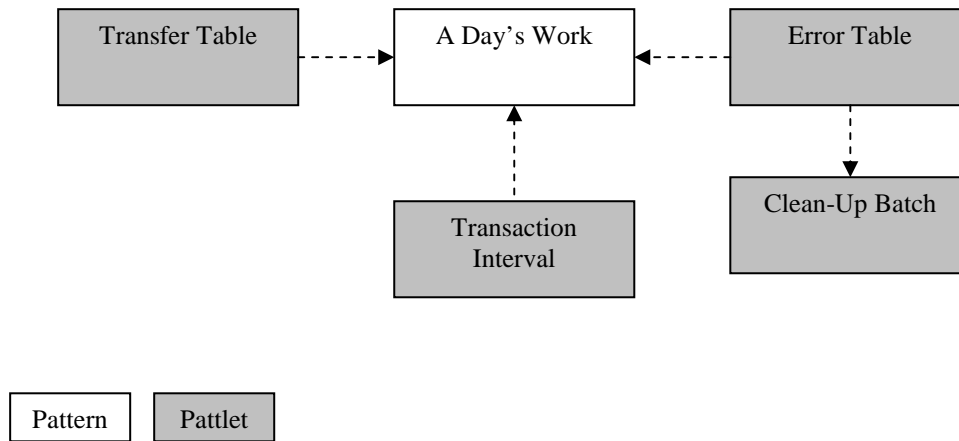 Transfer Table
A Day’s Work
Error Table
Transaction
Interval
Clean-Up Batch
Pattern
Pattlet